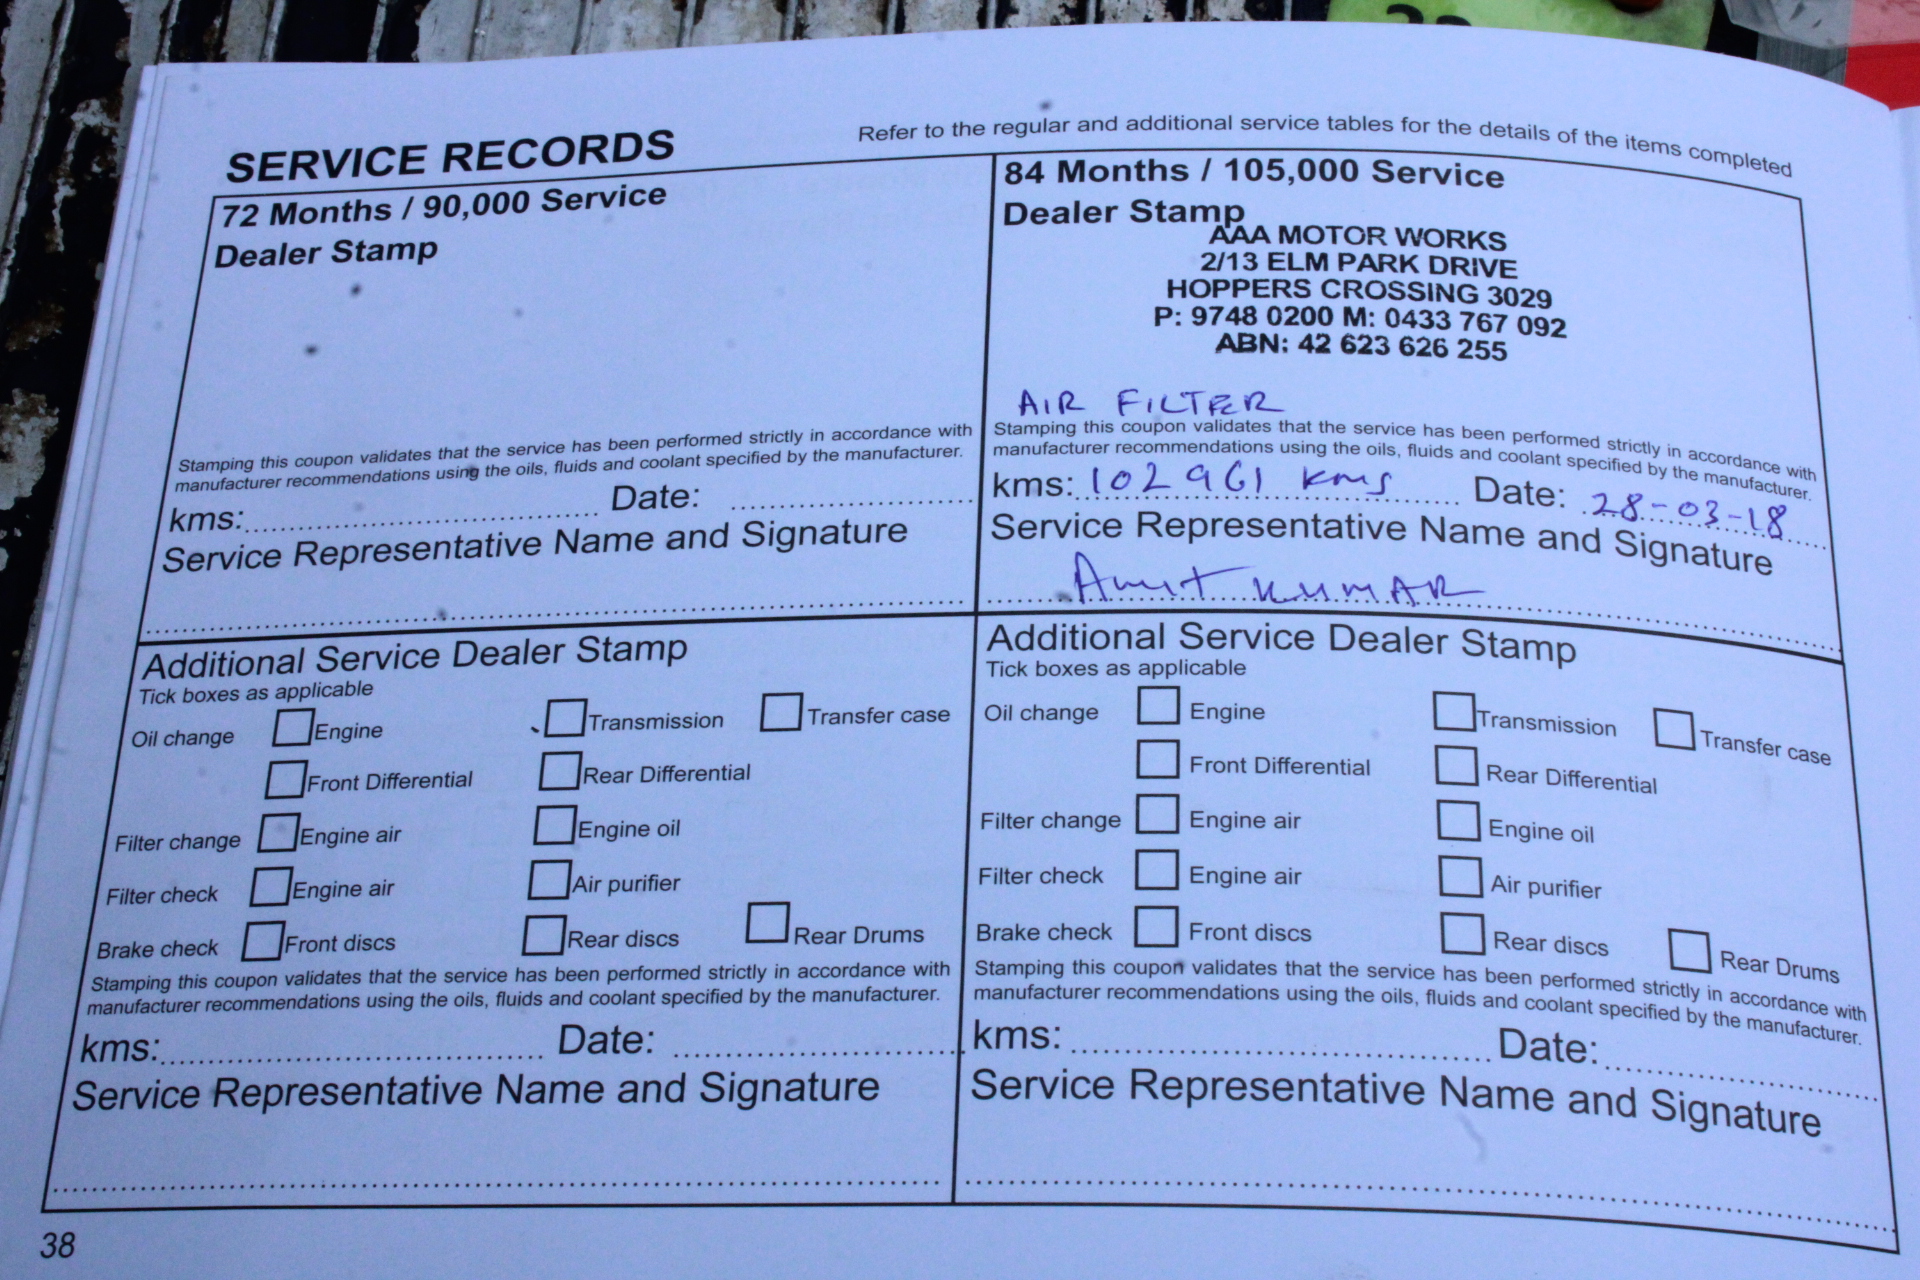 SERVICE RECORDS
Refer to the regular and additional service tables for the details of the items completed
72 Months / 90,000 Service
Dealer Stamp
Stamping this coupon validates that the service has been performed strictly in accordance with
manufacturer recommendations using the oils, fluids and coolant specified by the manufacturer.
kms: Date:
Service Representative Name and Signature
84 Months / 105,000 Service
Dealer Stamp
AAA MOTOR WORKS
2/13 ELM PARK DRIVE
HOPPERS CROSSING 3029
P: 9748 0200 M: 0433 767 092
ABN: 42 623 626 255
AIR FILTER
Stamping this coupon validates that the service has been performed strictly in accordance with
manufacturer recommendations using the oils, fluids and coolant specified by the manufacturer.
kms: 102961 kms Date: 28-03-18
Service Representative Name and Signature
Amit KUMAR
Additional Service Dealer Stamp
Tick boxes as applicable
Oil change Engine Transmission Transfer case
Front Differential Rear Differential
Filter change Engine air Engine oil
Filter check Engine air Air purifier
Brake check Front discs Rear discs Rear Drums
Stamping this coupon validates that the service has been performed strictly in accordance with
manufacturer recommendations using the oils, fluids and coolant specified by the manufacturer.
kms: Date:
Service Representative Name and Signature
Additional Service Dealer Stamp
Tick boxes as applicable
Oil change Engine Transmission Transfer case
Front Differential Rear Differential
Filter change Engine air Engine oil
Filter check Engine air Air purifier
Brake check Front discs Rear discs Rear Drums
Stamping this coupon validates that the service has been performed strictly in accordance with
manufacturer recommendations using the oils, fluids and coolant specified by the manufacturer.
kms: Date:
Service Representative Name and Signature
38